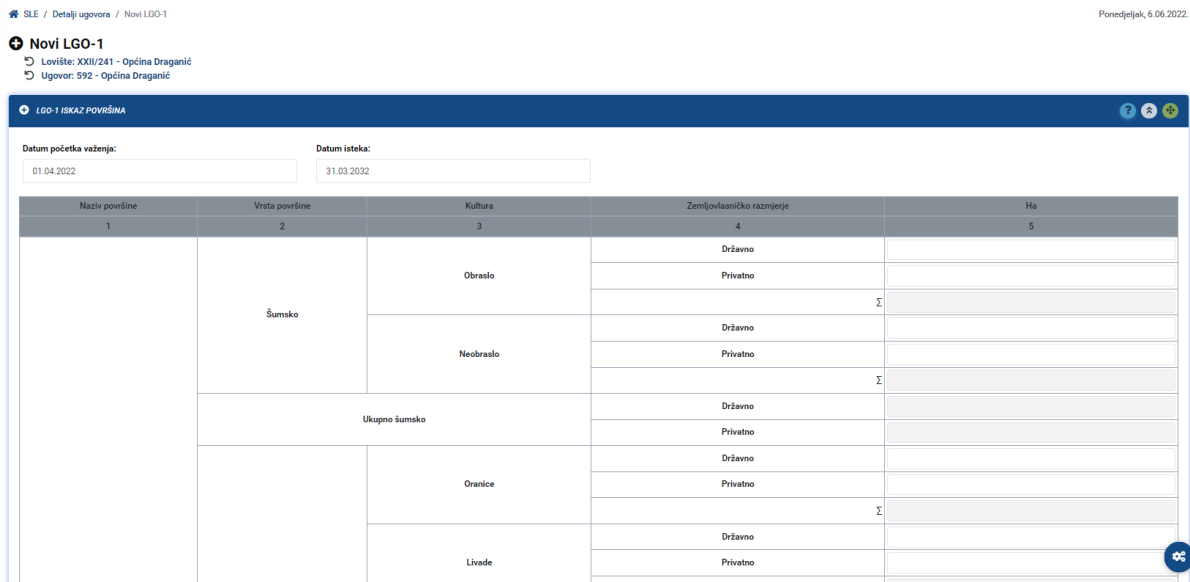 SLE / Detalji ugovora / Novi LGO-1
Ponedjeljak, 6.06.2022.
Novi LGO-1
Lovište: XXII/241 - Općina Draganić
Ugovor: 592 - Općina Draganić
LGO-1 ISKAZ POVRŠINA
?
Datum početka važenja: Datum isteka:
01.04.2022 31.03.2032
Naziv površine Vrsta površine Kultura Zemljovlasničko razmjerje Ha
1 2 3 4 5
Državno
Obraslo Privatno
Σ
Šumsko
Državno
Neobraslo Privatno
Σ
Državno
Ukupno šumsko
Privatno
Državno
Oranice Privatno
Σ
Državno
Livade Privatno